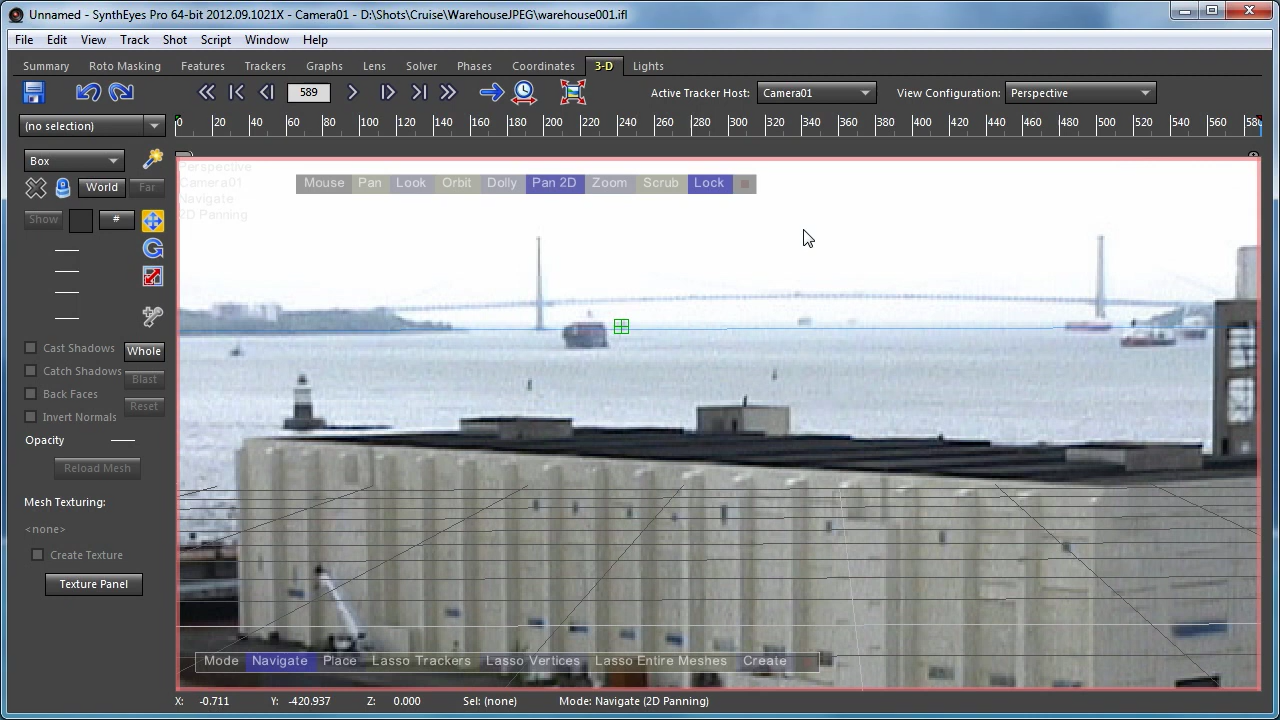 Unnamed - SynthEyes Pro 64-bit 2012.09.1021X - Camera01 - D:\Shots\Cruise\WarehouseJPEG\warehouse001.ifl
File Edit View Track Shot Script Window Help
Summary Roto Masking Features Trackers Graphs Lens Solver Phases Coordinates 3-D Lights
589 Active Tracker Host: Camera01 View Configuration: Perspective
(no selection) 0 20 40 60 80 100 120 140 160 180 200 220 240 260 280 300 320 340 360 380 400 420 440 460 480 500 520 540 560 580
Box
Perspective
Camera01
Navigate
2D Panning
Mouse Pan Look Orbit Dolly Pan 2D Zoom Scrub Lock
World Far
Show #
Cast Shadows Whole
Catch Shadows Blast
Back Faces
Invert Normals Reset
Opacity
Reload Mesh
Mesh Texturing:
<none>
Create Texture
Texture Panel
Mode Navigate Place Lasso Trackers Lasso Vertices Lasso Entire Meshes Create
X: -0.711 Y: -420.937 Z: 0.000 Sel: (none) Mode: Navigate (2D Panning)